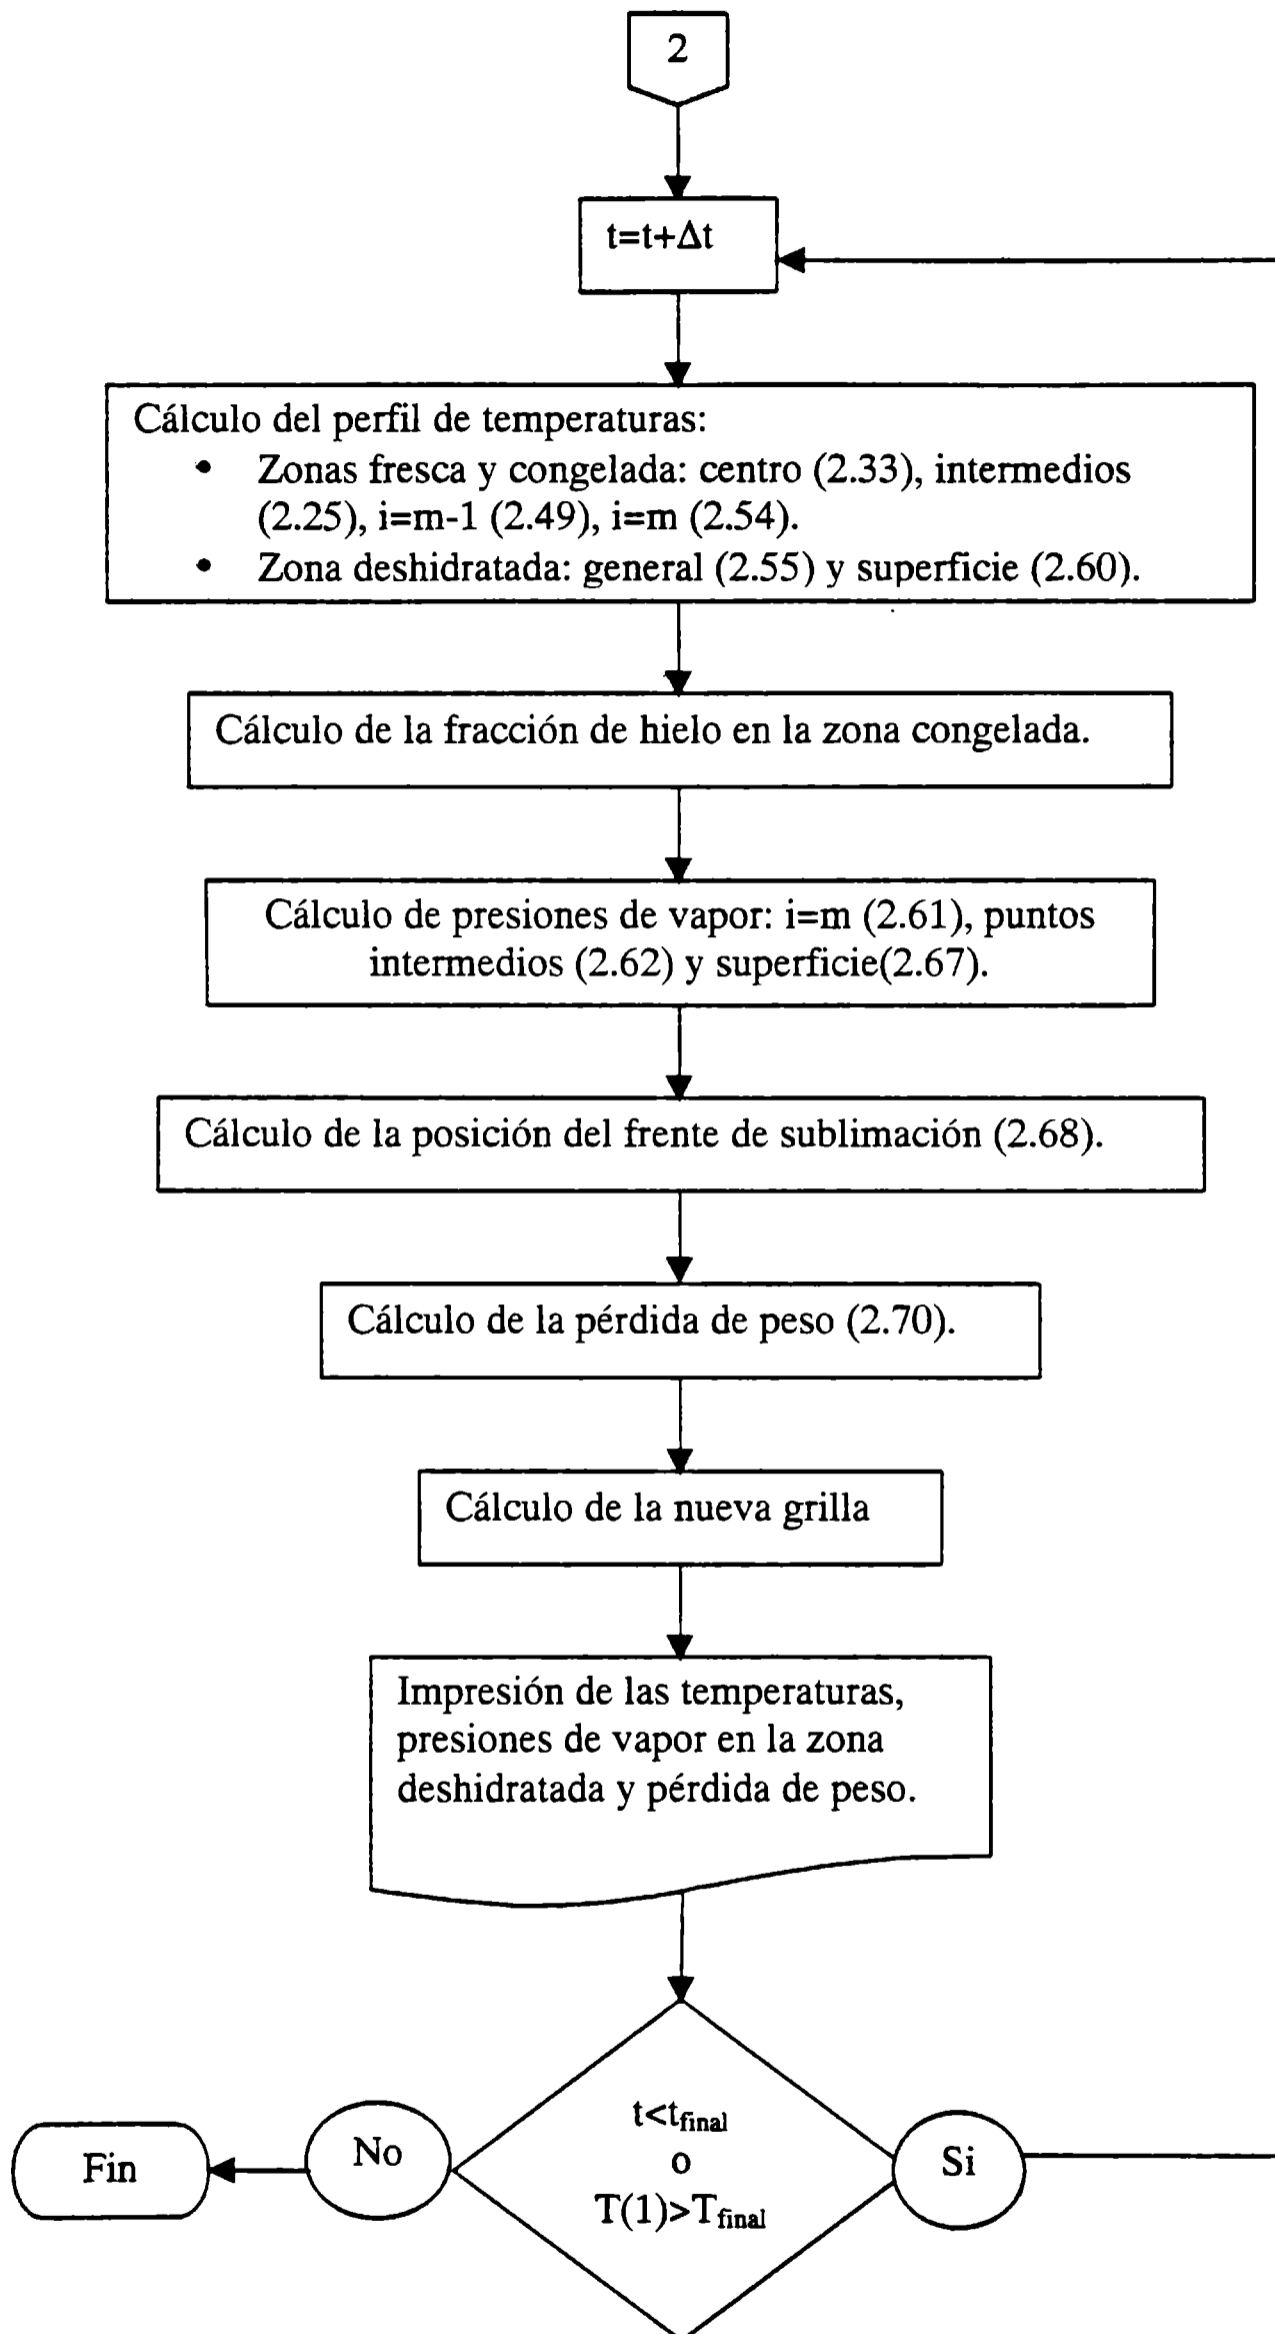 2
t=t+Δt
Cálculo del perfil de temperaturas:
• Zonas fresca y congelada: centro (2.33), intermedios
(2.25), i=m-1 (2.49), i=m (2.54).
• Zona deshidratada: general (2.55) y superficie (2.60).
Cálculo de la fracción de hielo en la zona congelada.
Cálculo de presiones de vapor: i=m (2.61), puntos
intermedios (2.62) y superficie(2.67).
Cálculo de la posición del frente de sublimación (2.68).
Cálculo de la pérdida de peso (2.70).
Cálculo de la nueva grilla
Impresión de las temperaturas,
presiones de vapor en la zona
deshidratada y pérdida de peso.
t<tfinal
o
T(1)>Tfinal
No
Si
Fin